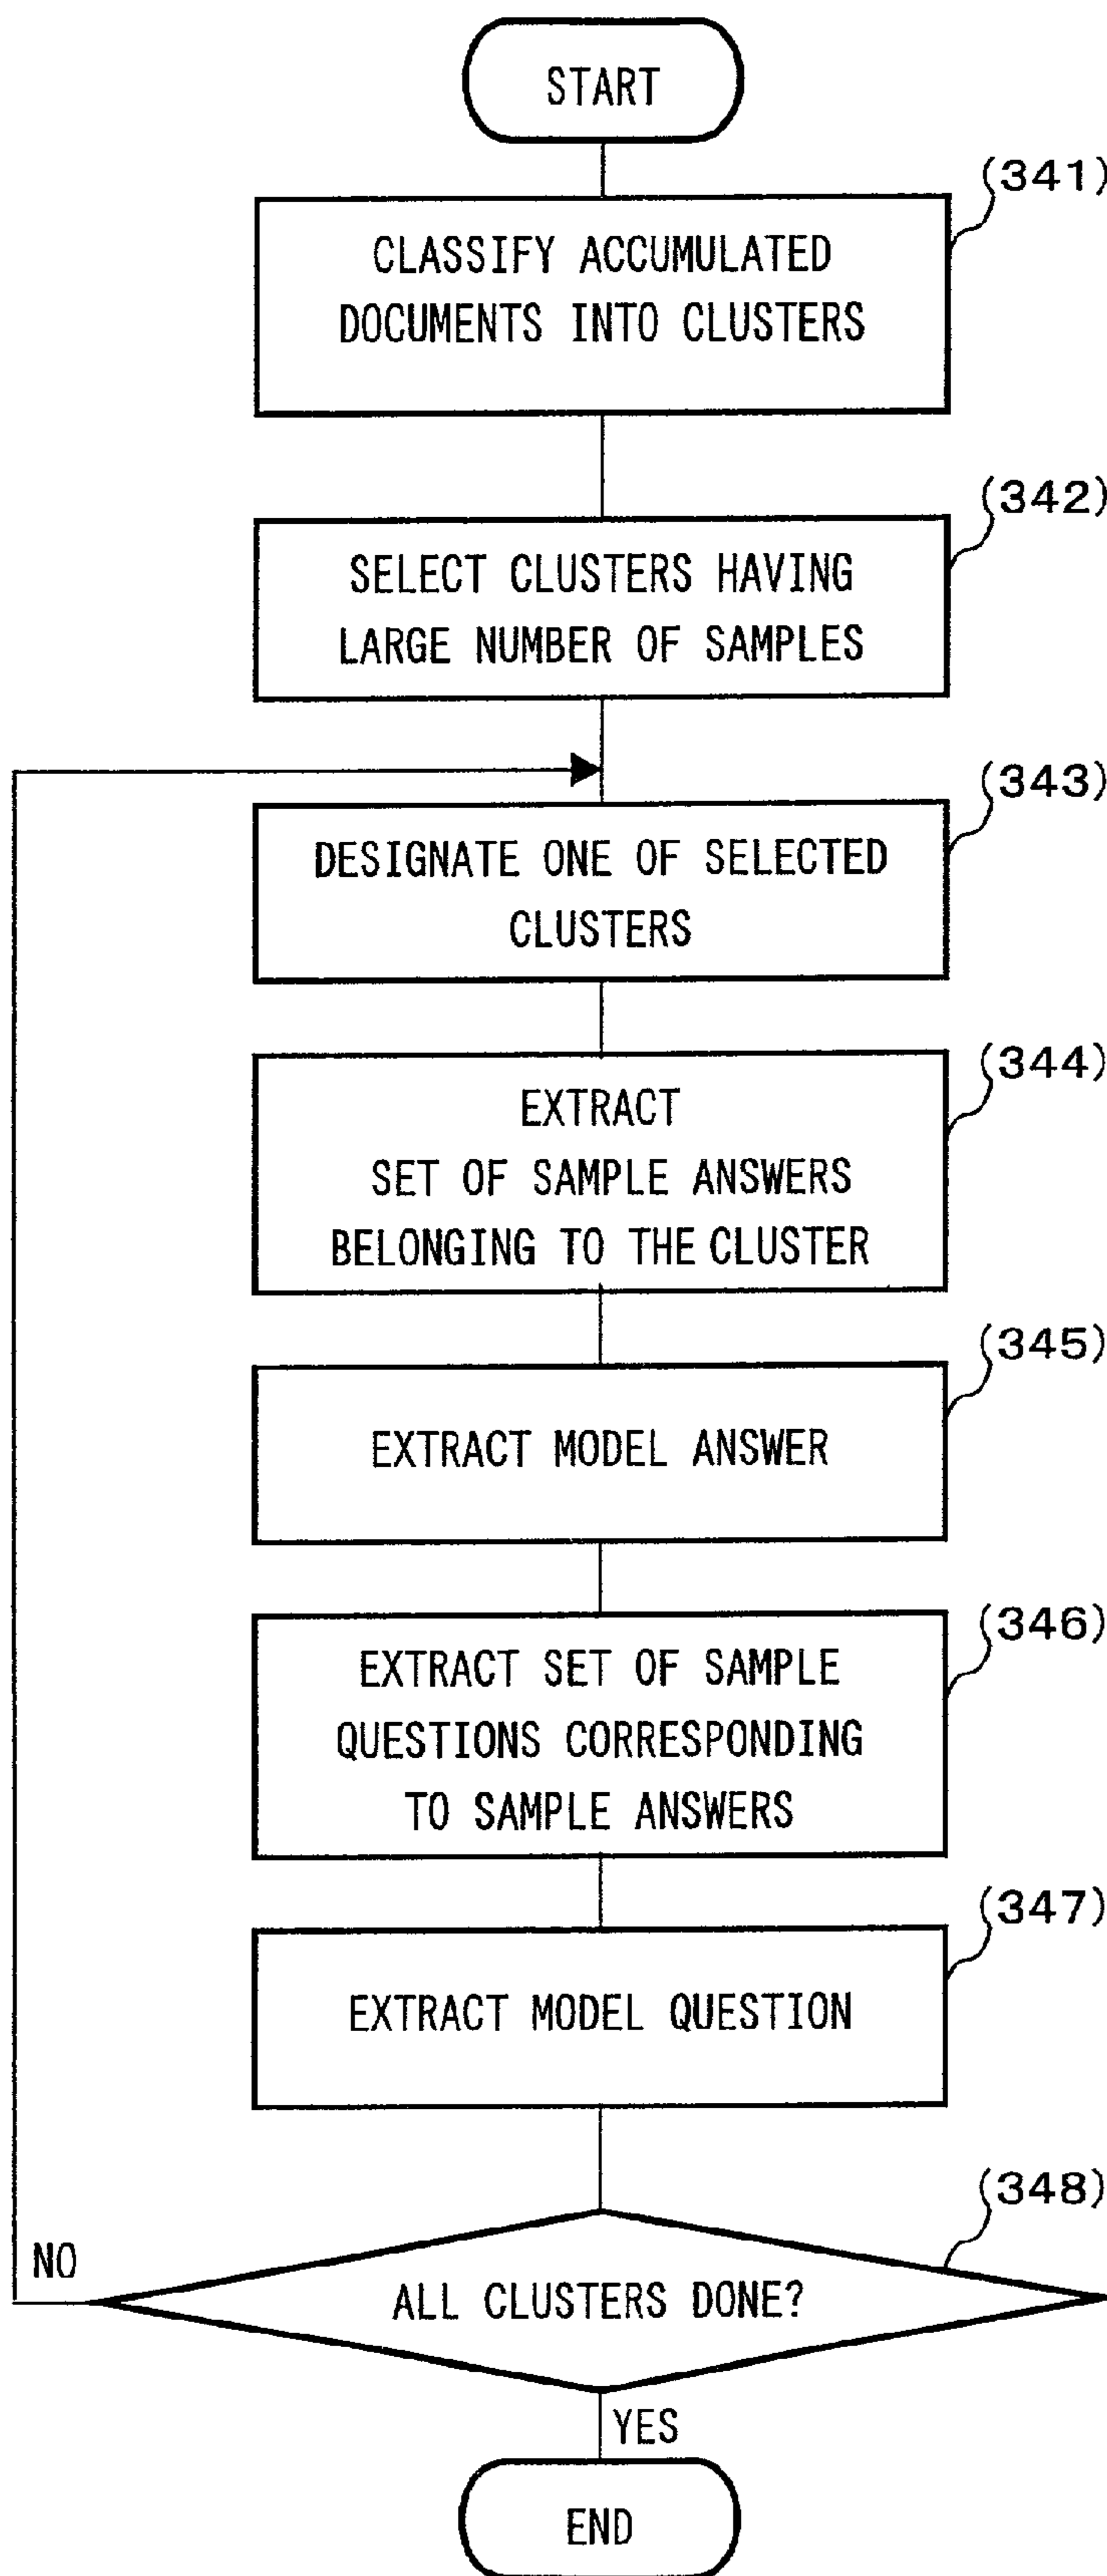 START
(341)
CLASSIFY ACCUMULATED
DOCUMENTS INTO CLUSTERS
(342)
SELECT CLUSTERS HAVING
LARGE NUMBER OF SAMPLES
(343)
DESIGNATE ONE OF SELECTED
CLUSTERS
(344)
EXTRACT
SET OF SAMPLE ANSWERS
BELONGING TO THE CLUSTER
(345)
EXTRACT MODEL ANSWER
(346)
EXTRACT SET OF SAMPLE
QUESTIONS CORRESPONDING
TO SAMPLE ANSWERS
(347)
EXTRACT MODEL QUESTION
(348)
NO
ALL CLUSTERS DONE?
YES
END